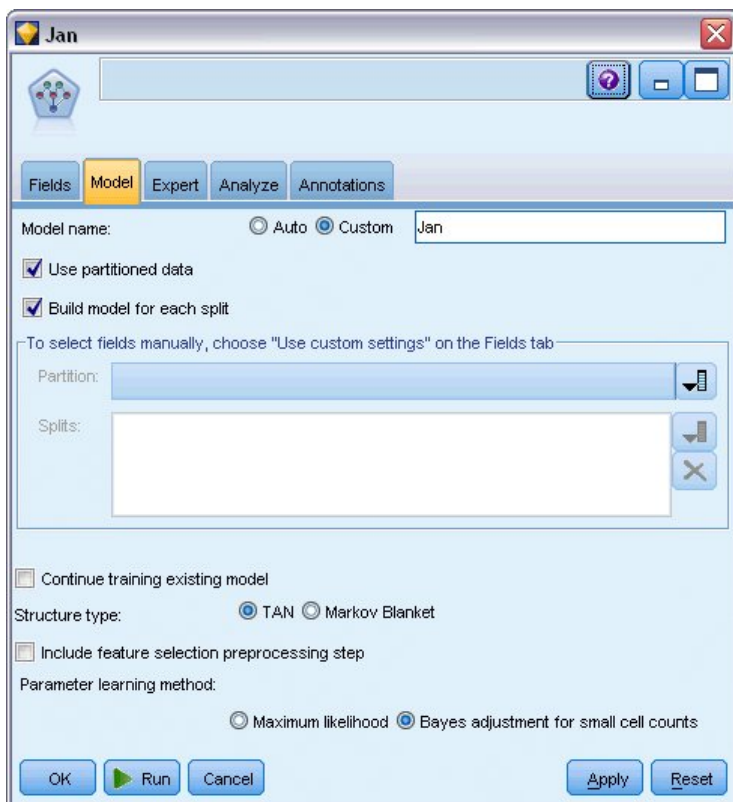 Jan
Fields Model Expert Analyze Annotations
Model name: Auto Custom Jan
Use partitioned data
Build model for each split
To select fields manually, choose "Use custom settings" on the Fields tab
Partition:
Splits:
Continue training existing model
Structure type: TAN Markov Blanket
Include feature selection preprocessing step
Parameter learning method:
Maximum likelihood Bayes adjustment for small cell counts
OK Run Cancel Apply Reset